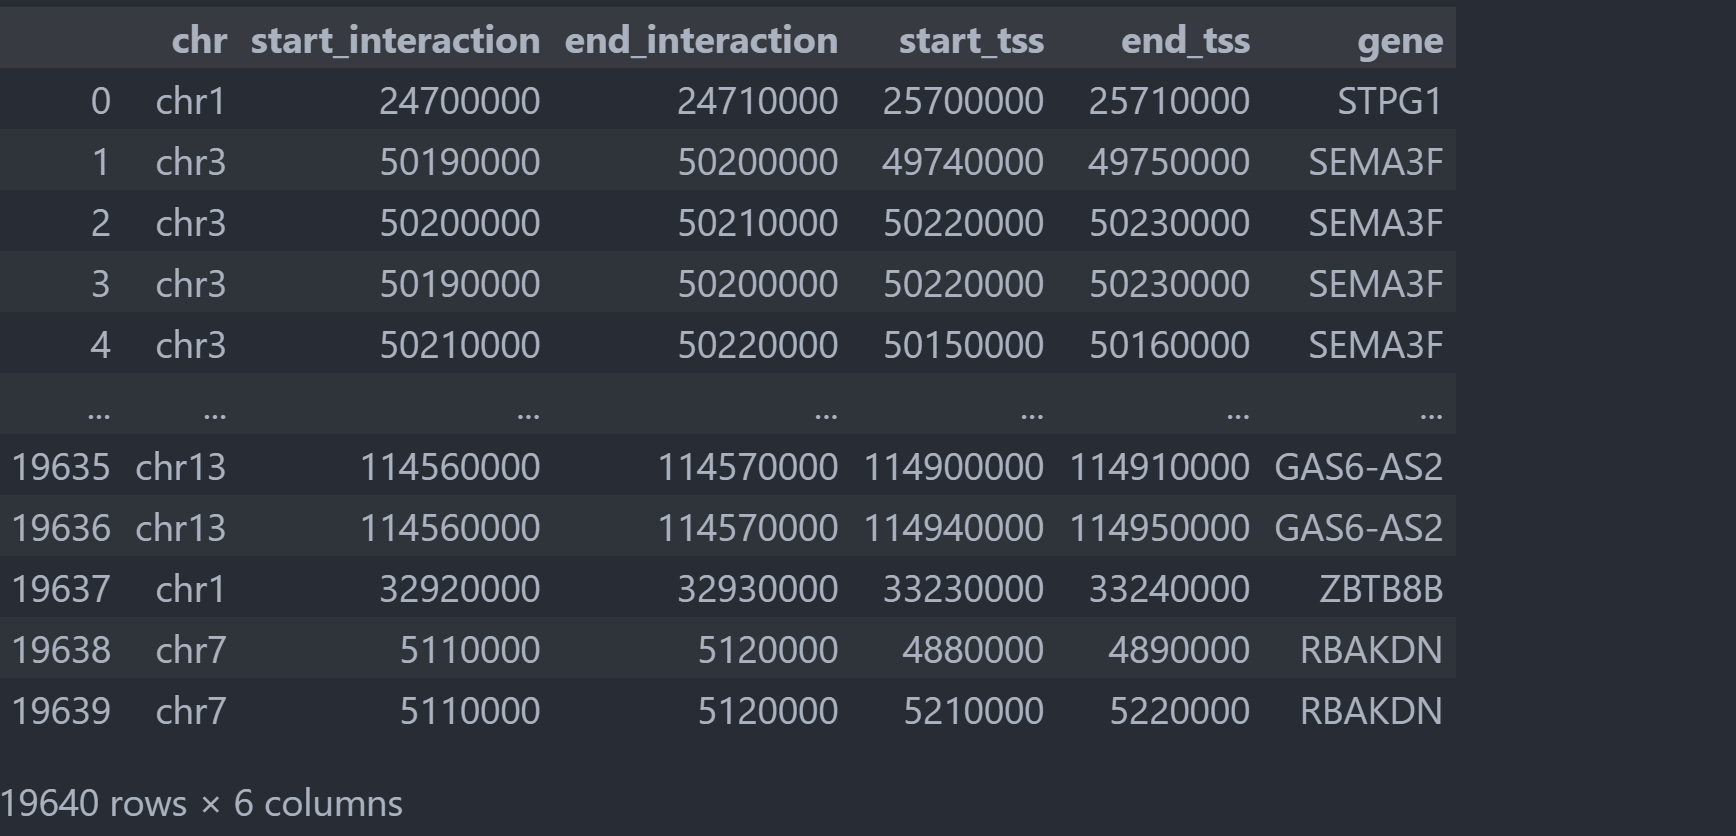 chr start_interaction end_interaction start_tss end_tss gene
0 chr1 24700000 24710000 25700000 25710000 STPG1
1 chr3 50190000 50200000 49740000 49750000 SEMA3F
2 chr3 50200000 50210000 50220000 50230000 SEMA3F
3 chr3 50190000 50200000 50220000 50230000 SEMA3F
4 chr3 50210000 50220000 50150000 50160000 SEMA3F
... ... ... ... ... ... ...
19635 chr13 114560000 114570000 114900000 114910000 GAS6-AS2
19636 chr13 114560000 114570000 114940000 114950000 GAS6-AS2
19637 chr1 32920000 32930000 33230000 33240000 ZBTB8B
19638 chr7 5110000 5120000 4880000 4890000 RBAKDN
19639 chr7 5110000 5120000 5210000 5220000 RBAKDN
19640 rows × 6 columns